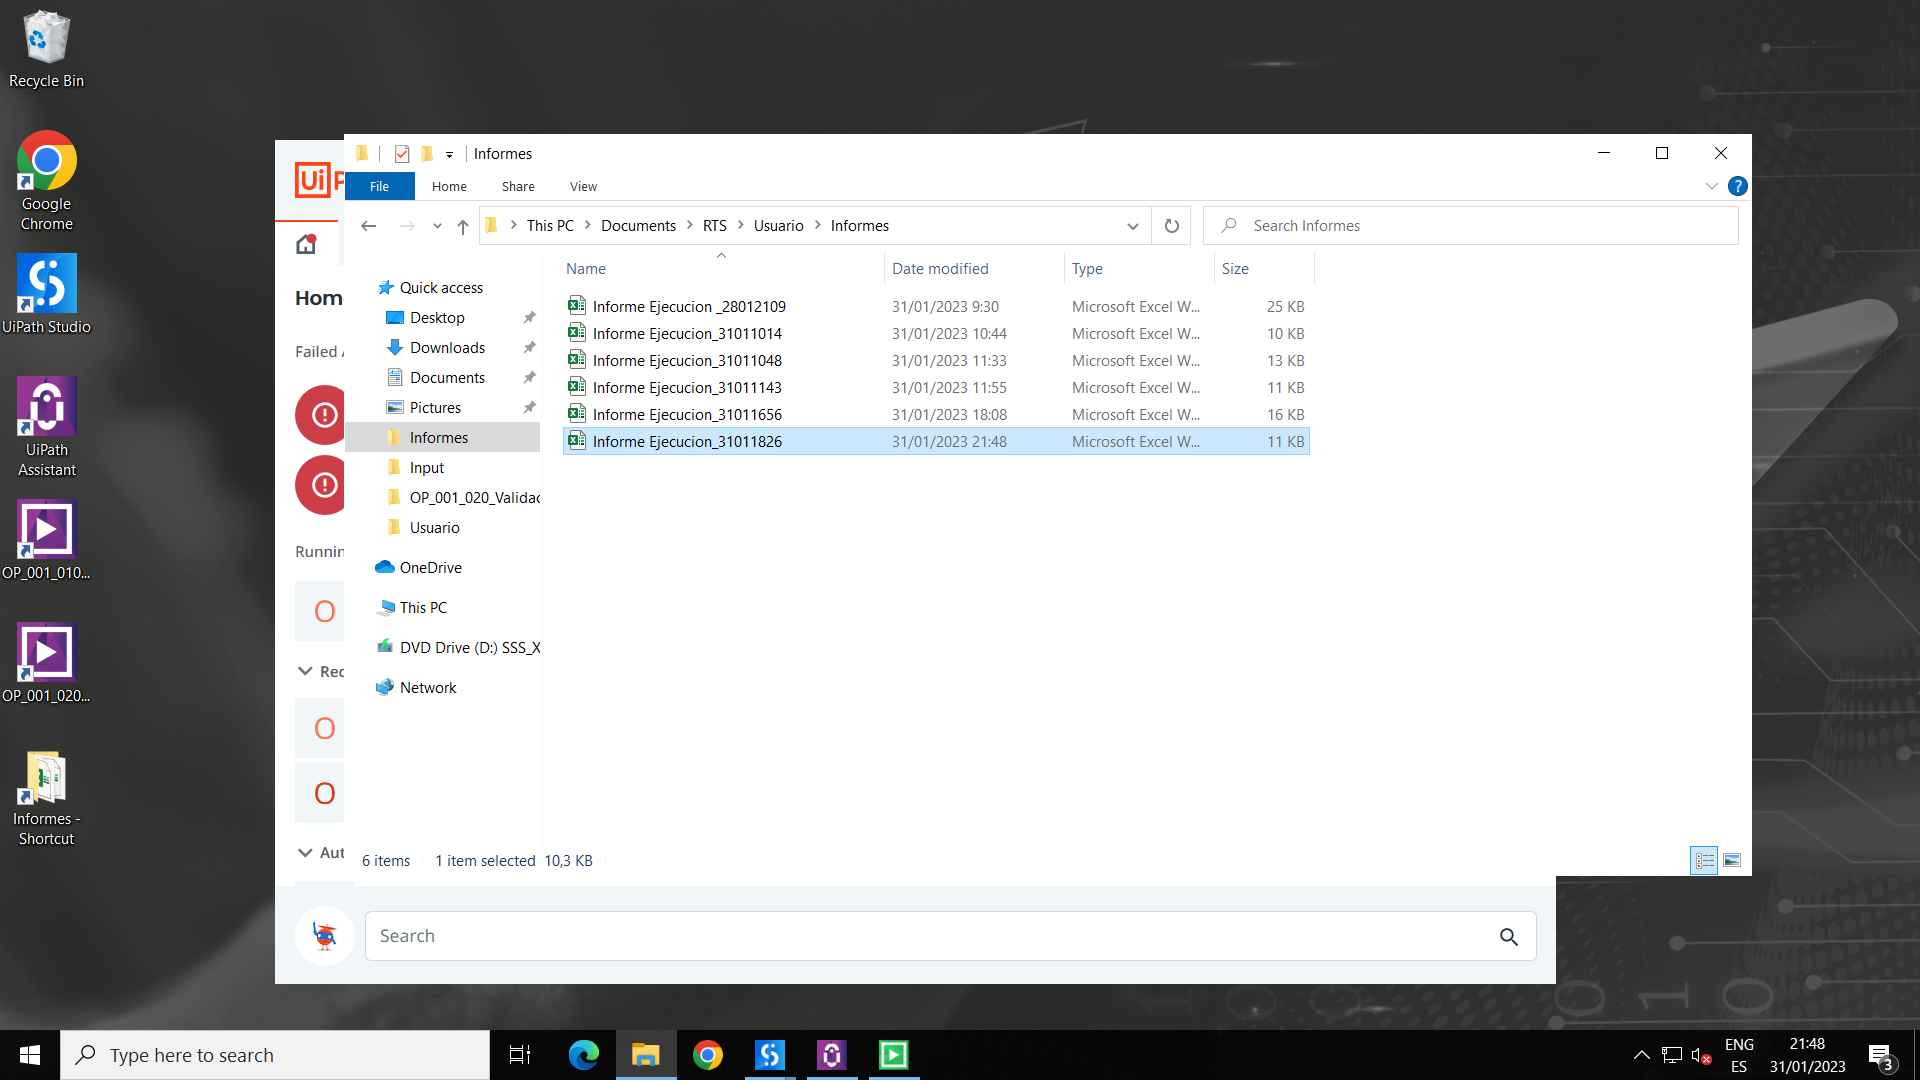 Recycle Bin
Google
Chrome
UiPath Studio
UiPath
Assistant
OP_001_010...
OP_001_020...
Informes -
Shortcut
Ui P
Hom
Failed
Runnin
O
Rec
O
O
Aut
Search
Informes
File Home Share View
This PC Documents RTS Usuario Informes
Search Informes
Quick access
Desktop
Downloads
Documents
Pictures
Informes
Input
OP_001_020_Validac
Usuario
OneDrive
This PC
DVD Drive (D:) SSS_X
Network
Name Date modified Type Size
Informe Ejecucion _28012109 31/01/2023 9:30 Microsoft Excel W... 25 KB
Informe Ejecucion_31011014 31/01/2023 10:44 Microsoft Excel W... 10 KB
Informe Ejecucion_31011048 31/01/2023 11:33 Microsoft Excel W... 13 KB
Informe Ejecucion_31011143 31/01/2023 11:55 Microsoft Excel W... 11 KB
Informe Ejecucion_31011656 31/01/2023 18:08 Microsoft Excel W... 16 KB
Informe Ejecucion_31011826 31/01/2023 21:48 Microsoft Excel W... 11 KB
6 items 1 item selected 10,3 KB
Type here to search
ENG
ES
21:48
31/01/2023
3